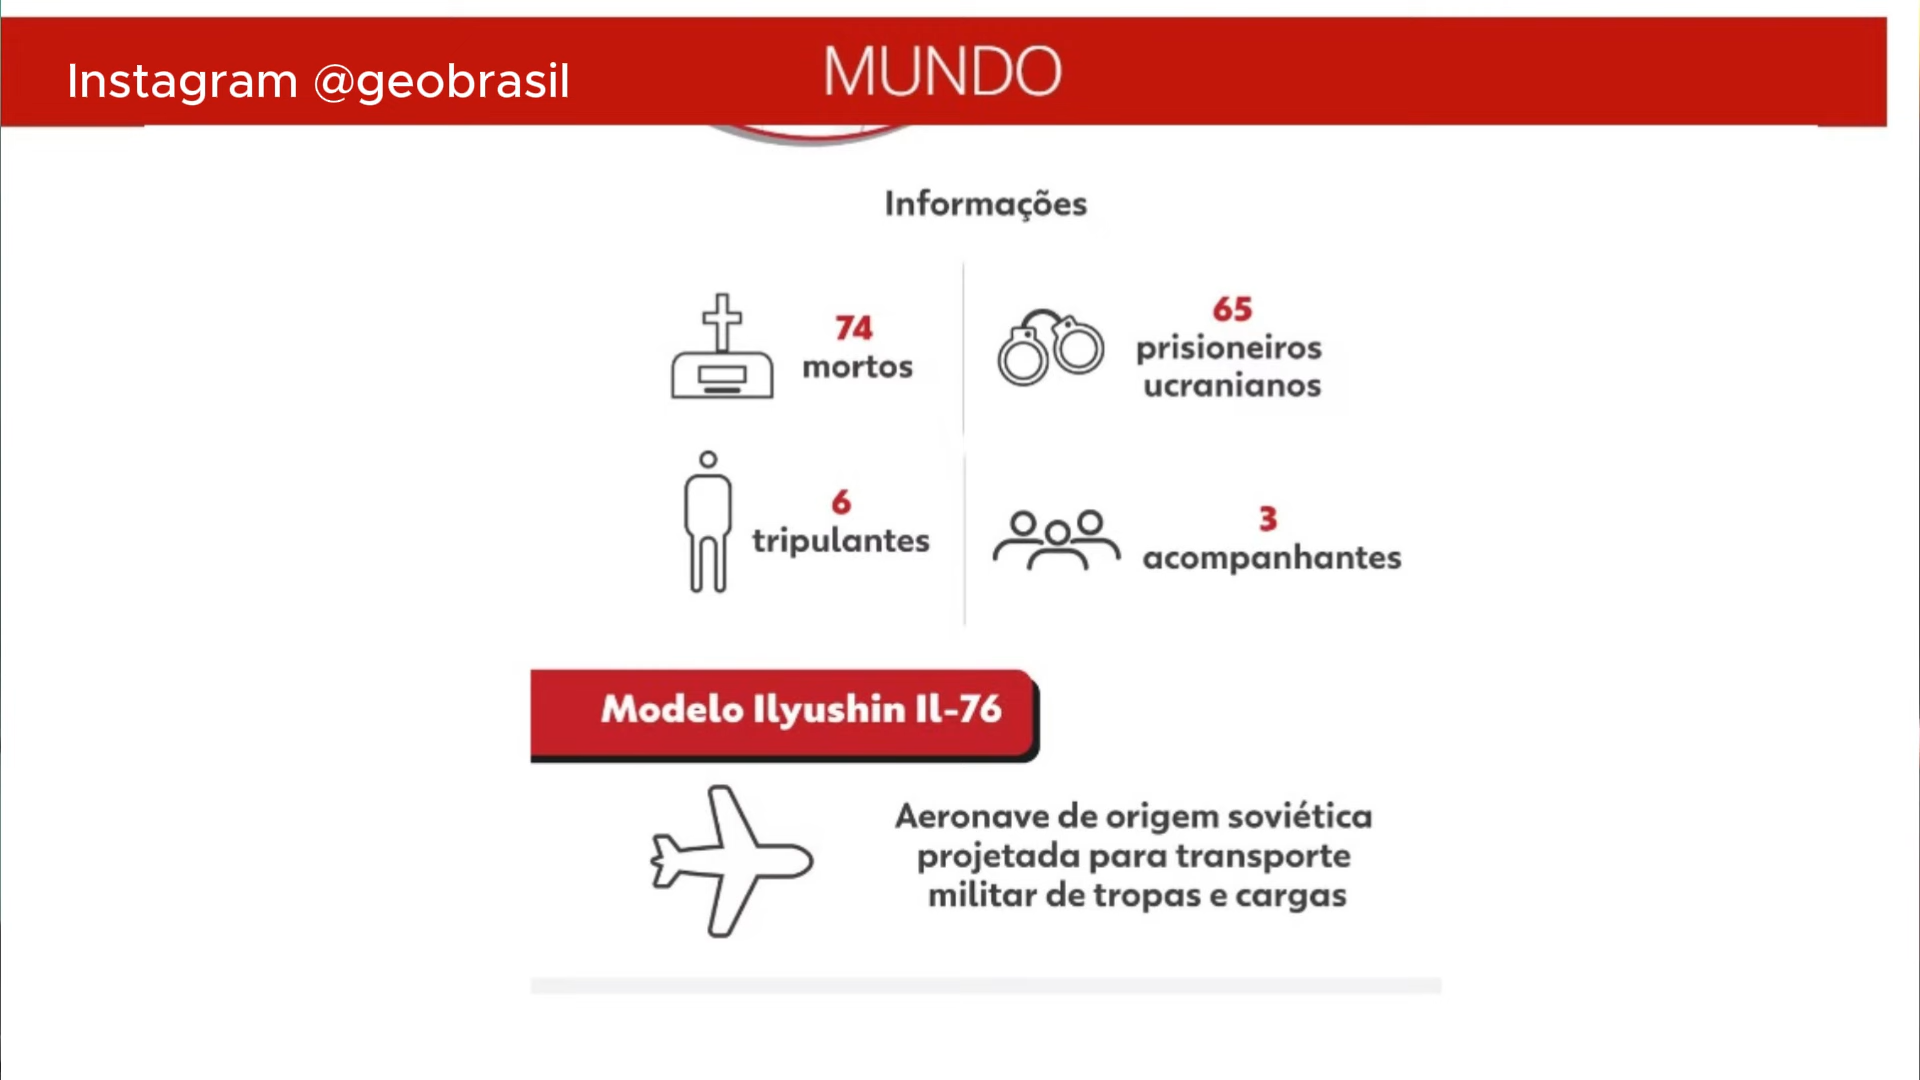 Instagram @geobrasil
MUNDO
Informações
74
mortos
65
prisioneiros
ucranianos
6
tripulantes
3
acompanhantes
Modelo Ilyushin Il-76
Aeronave de origem soviética
projetada para transporte
militar de tropas e cargas